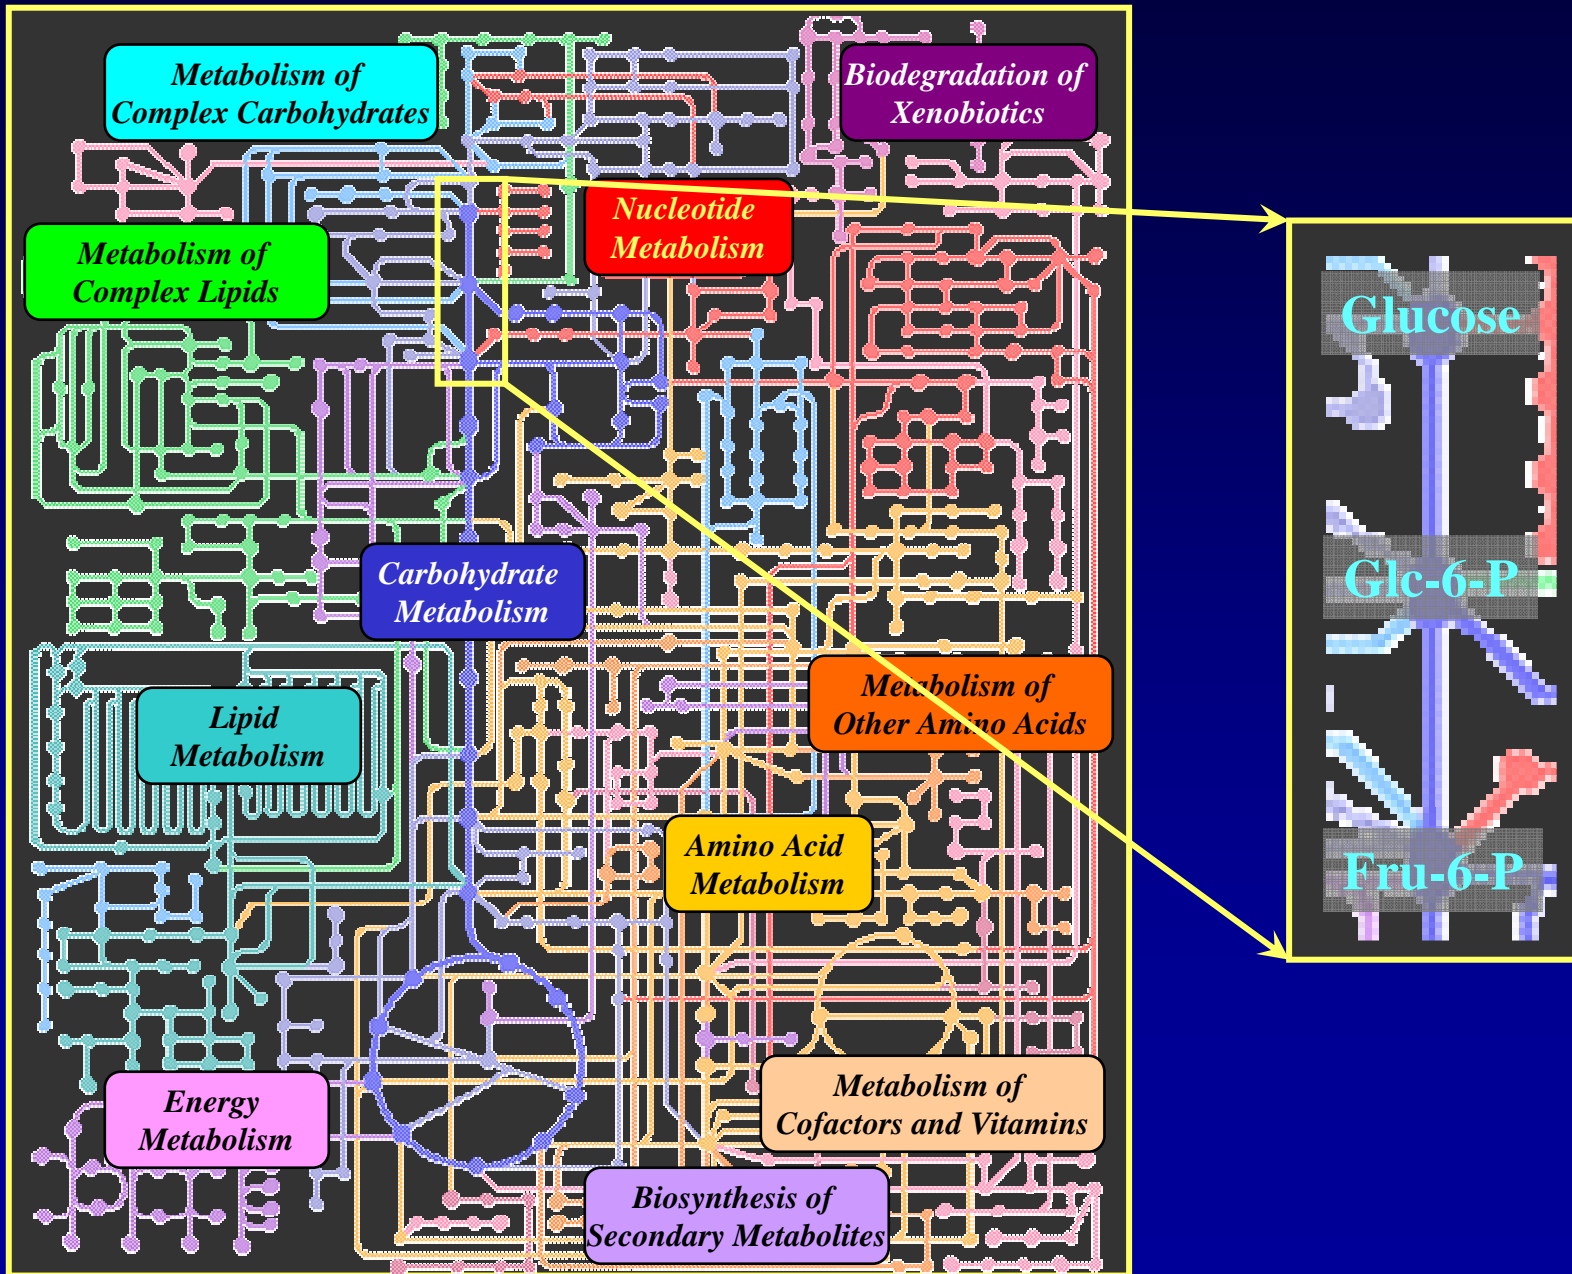 Metabolism of
Complex Carbohydrates
Biodegradation of
Xenobiotics
Nucleotide
Metabolism
Metabolism of
Complex Lipids
Glucose
Glc-6-P
Fru-6-P
Carbohydrate
Metabolism
Lipid
Metabolism
Metabolism of
Other Amino Acids
Amino Acid
Metabolism
Energy
Metabolism
Metabolism of
Cofactors and Vitamins
Biosynthesis of
Secondary Metabolites